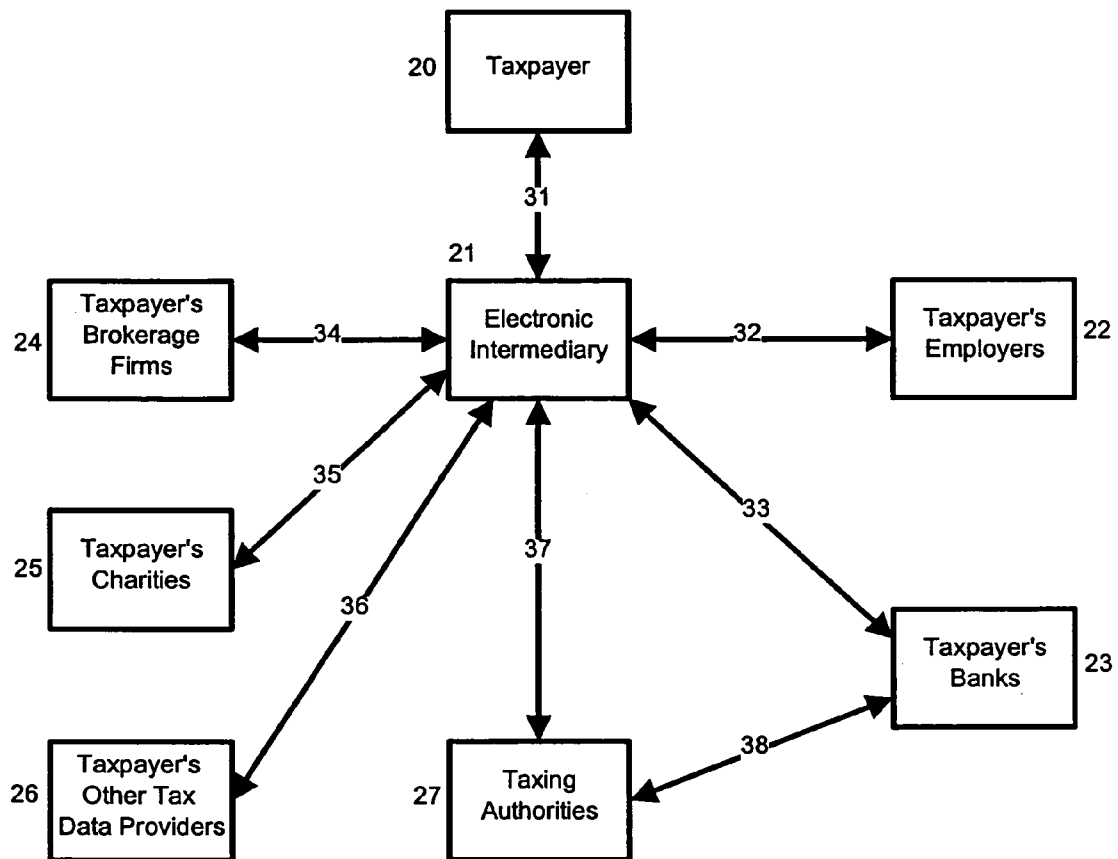 20
Taxpayer
31
21
24
Taxpayer's
Brokerage
Firms
34
Electronic
Intermediary
32
Taxpayer's
Employers
22
35
33
25
Taxpayer's
Charities
37
36
Taxpayer's
Banks
23
38
26
Taxpayer's
Other Tax
Data Providers
27
Taxing
Authorities